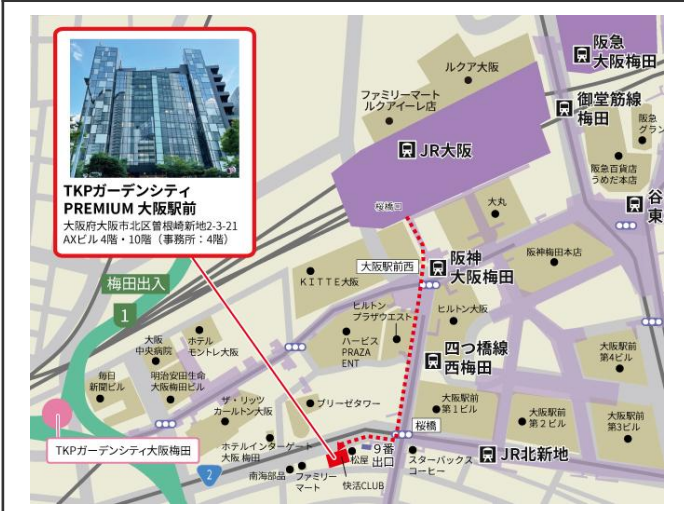 TKPガーデンシティ
PREMIUM 大阪駅前
大阪府大阪市北区曽根崎新地2-3-21
AXビル 4階・10階（事務所：4階）
阪急
大阪梅田
ルクア大阪
ファミリーマート
ルクアイーレ店
御堂筋線
梅田
阪急
グラン
JR大阪
阪急百貨店
うめだ本店
谷
東
桜橋口
大丸
大阪駅前西
阪神
大阪梅田
阪神梅田本店
梅田出入
1
KITTE大阪
ヒルトン
プラザウエスト
ヒルトン大阪
大阪
中央病院
ホテル
モントレ大阪
ハービス
PRAZA
ENT
四つ橋線
西梅田
大阪駅前
第4ビル
毎日
新聞ビル
明治安田生命
大阪梅田ビル
ザ・リッツ
カールトン大阪
ブリーゼタワー
大阪駅前
第1ビル
大阪駅前
第2ビル
大阪駅前
第3ビル
桜橋
TKPガーデンシティ大阪梅田
ホテルインターゲート
大阪 梅田
松屋
9番
出口
スターバックス
コーヒー
JR北新地
2
南海部品
ファミリー
マート
快活CLUB